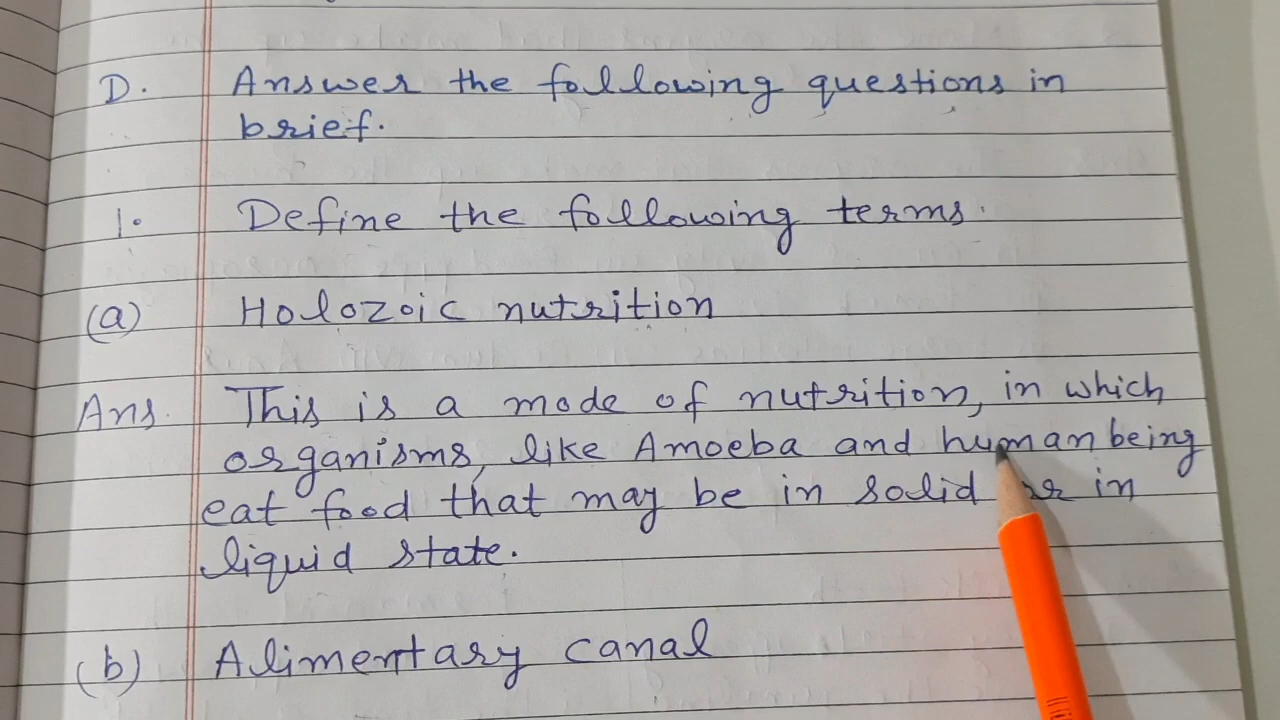 D. Answer the following questions in
brief.
1. Define the following terms.
(a) Holozoic nutrition
Ans. This is a mode of nutrition, in which
organisms, like Amoeba and human being
eat food that may be in solid or in
liquid state.
(b) Alimentary canal